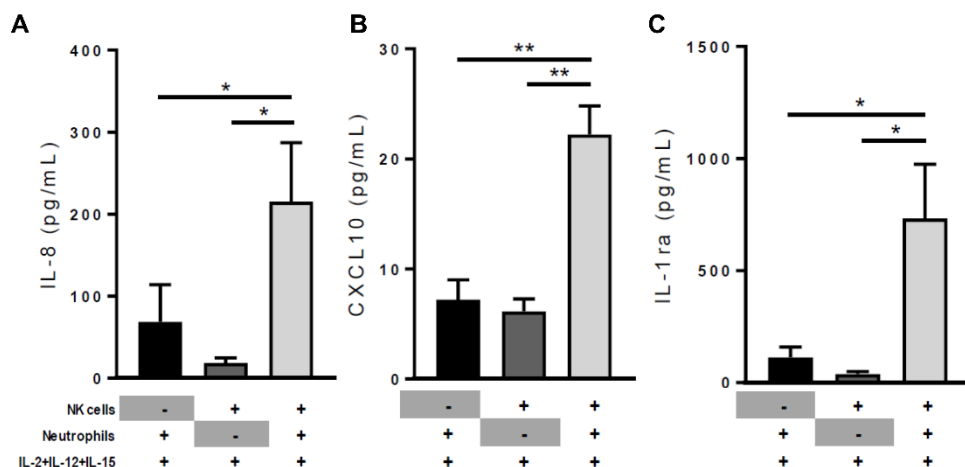 A
B
C
400
300
200
100
0
IL-8 (pg/mL)
*
*
30
20
10
0
CXCL10 (pg/mL)
**
**
1500
1000
500
0
IL-1ra (pg/mL)
*
*
NK cells - + + - + + - + +
Neutrophils + - + + - + + - +
IL-2+IL-12+IL-15 + + + + + + + + +